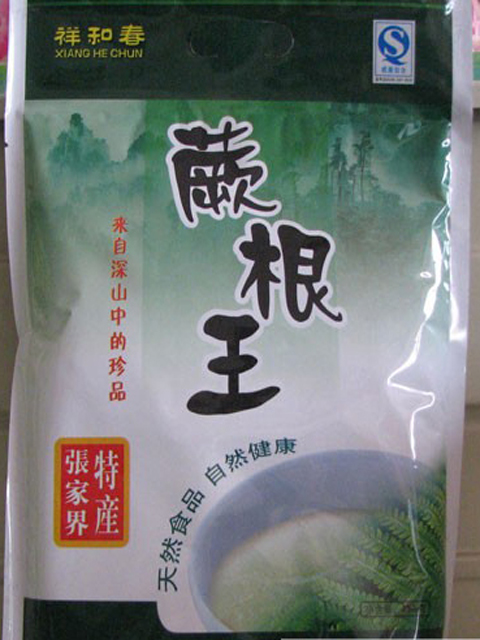 祥和春
XIANG HE CHUN
蕨根王
来自深山中的珍品
特産
張家界
天然食品 自然健康